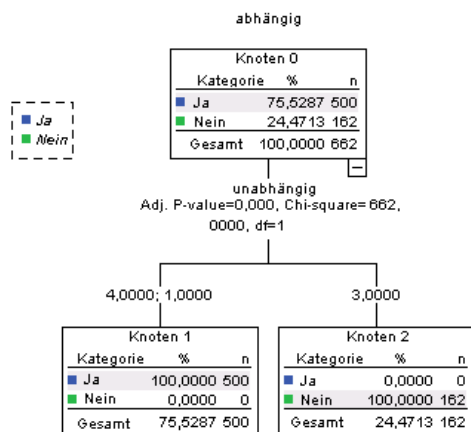 abhängig
Knoten 0
Kategorie % n
Ja 75,5287 500
Nein 24,4713 162
Gesamt 100,0000 662
Ja
Nein
unabhängig
Adj. P-value=0,000, Chi-square=662,
0000, df=1
4,0000; 1,0000
3,0000
Knoten 1
Kategorie % n
Ja 100,0000 500
Nein 0,0000 0
Gesamt 75,5287 500
Knoten 2
Kategorie % n
Ja 0,0000 0
Nein 100,0000 162
Gesamt 24,4713 162